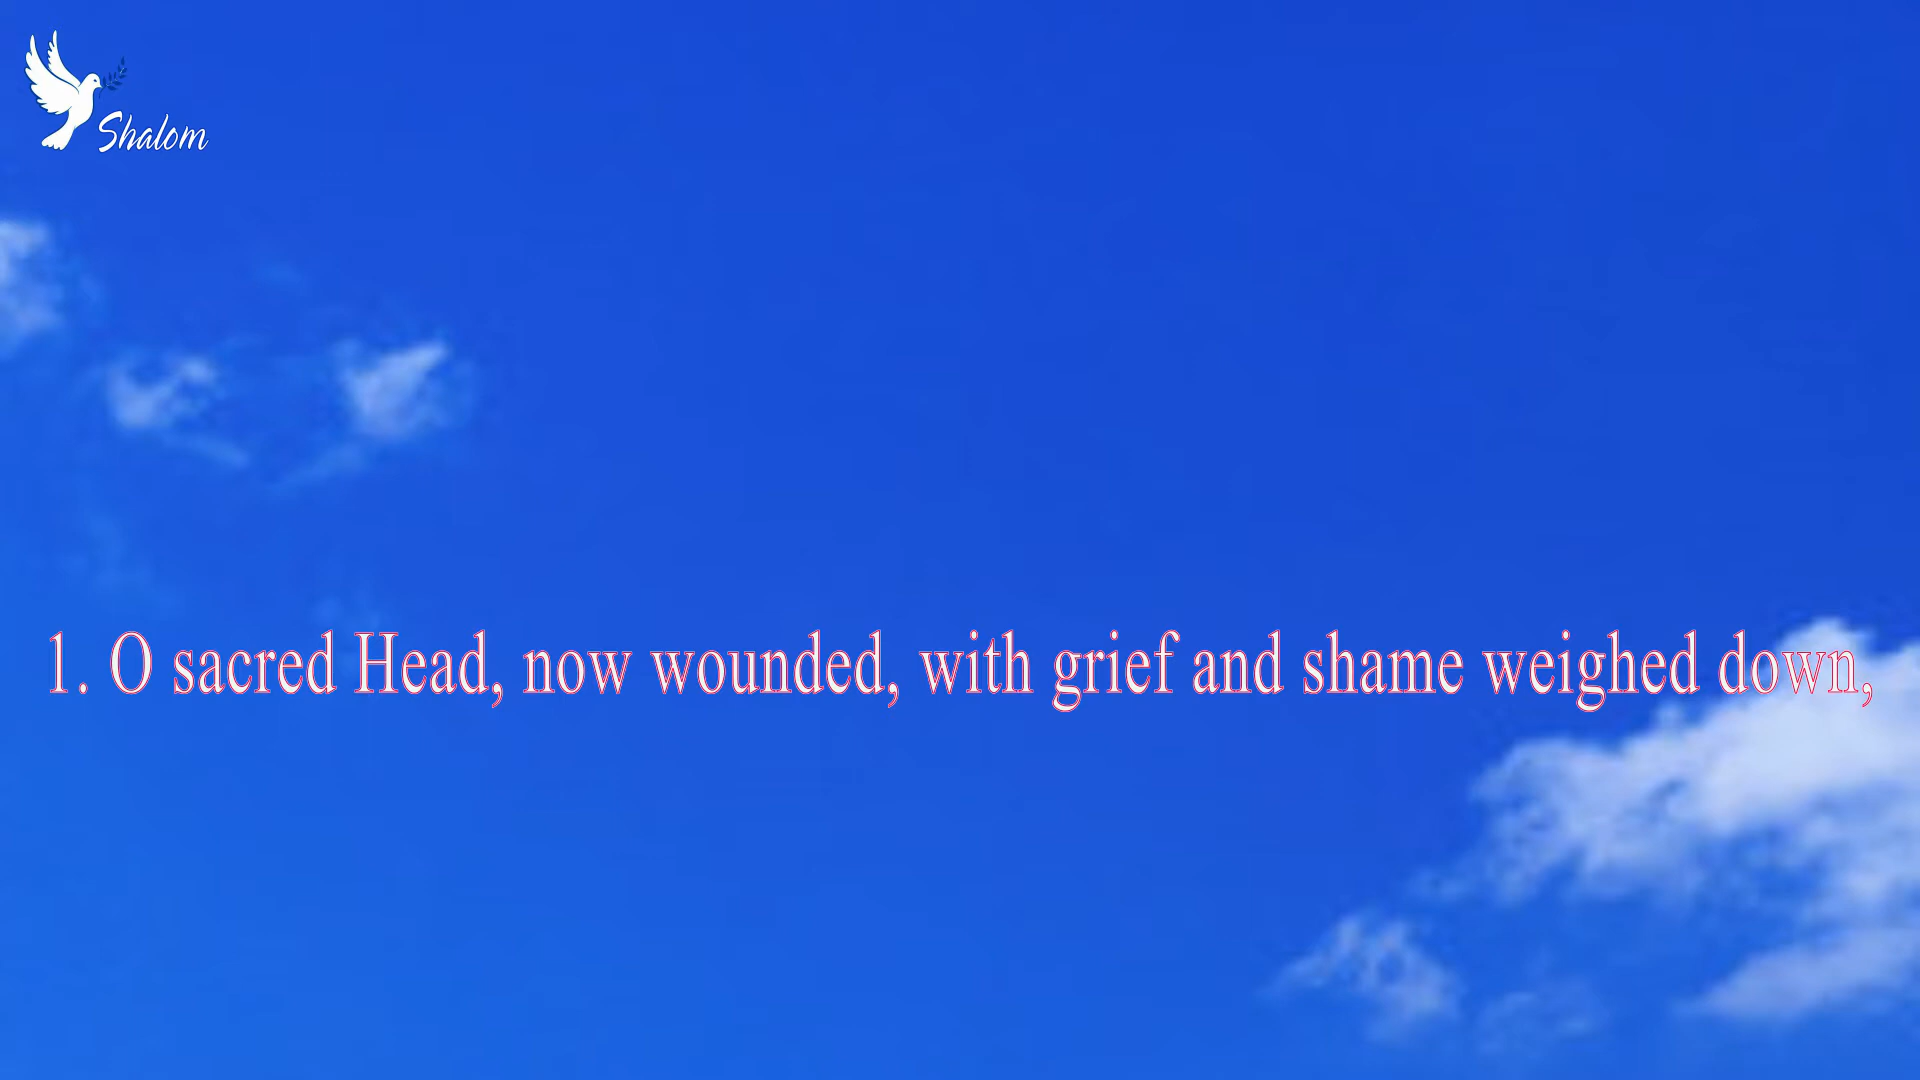 Shalom
1. O sacred Head, now wounded, with grief and shame weighed down,